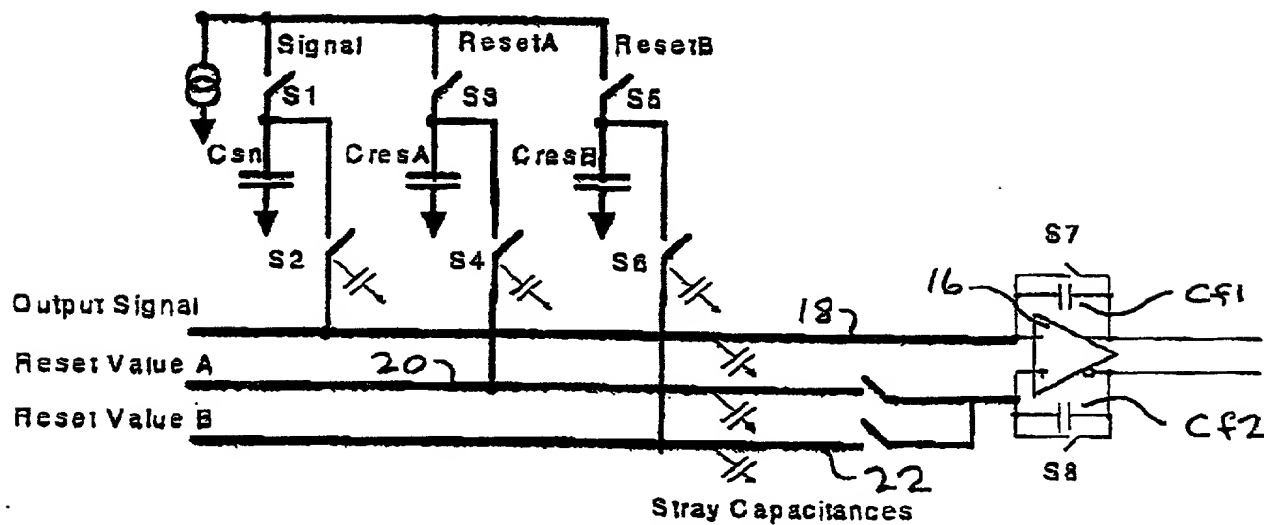 Signal
ResetA
ResetB
S1
S3
S5
Csn
CresA
CresB
S2
S4
S6
S7
Output Signal
16
Cf1
18
Reset Value A
20
Reset Value B
Cf2
22
S8
Stray Capacitances